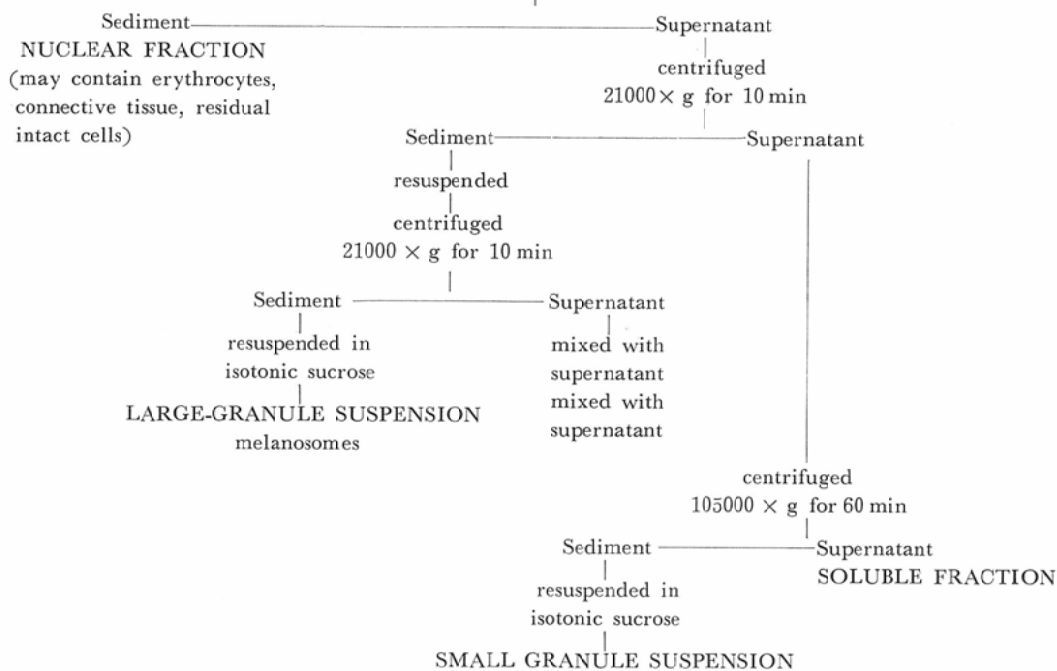 Sediment Supernatant
NUCLEAR FRACTION
(may contain erythrocytes,
connective tissue, residual
intact cells)
centrifuged
21000 × g for 10 min
Sediment Supernatant
resuspended
centrifuged
21000 × g for 10 min
Sediment Supernatant
resuspended in
isotonic sucrose
LARGE-GRANULE SUSPENSION
melanosomes
mixed with
supernatant
mixed with
supernatant
centrifuged
105000 × g for 60 min
Sediment Supernatant
SOLUBLE FRACTION
resuspended in
isotonic sucrose
SMALL GRANULE SUSPENSION